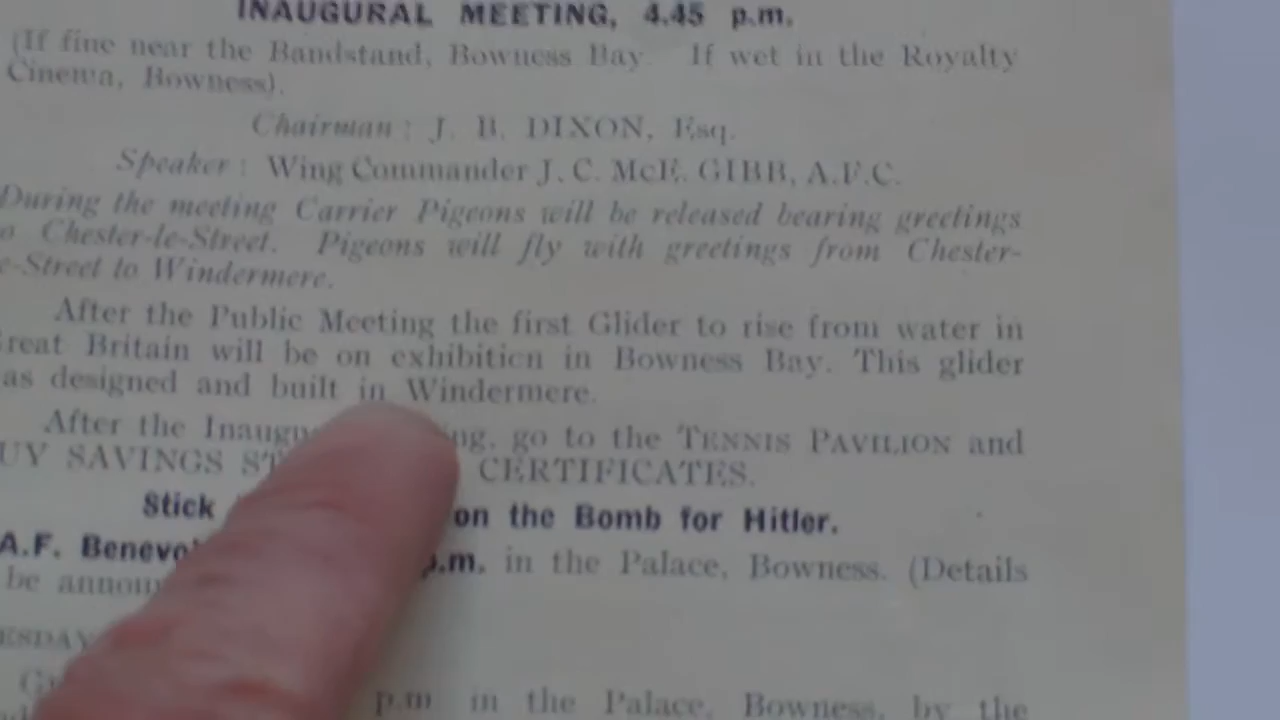 INAUGURAL MEETING, 4.45 p.m.
(If fine near the Bandstand, Bowness Bay. If wet in the Royalty
Cinema, Bowness).
Chairman: J. B. DIXON, Esq.
Speaker: Wing Commander J. C. McE. GIBB, A.F.C.
During the meeting Carrier Pigeons will be released bearing greetings
o Chester-le-Street. Pigeons will fly with greetings from Chester-
e-Street to Windermere.
After the Public Meeting the first Glider to rise from water in
Great Britain will be on exhibition in Bowness Bay. This glider
as designed and built in Windermere.
After the ng, go to the TENNIS PAVILION and
UY SAVINGS CERTIFICATES.
Stick on the Bomb for Hitler.
A.F. p.m. in the Palace, Bowness. (Details
be
ESDAY
p.m in the Palace, Bowness, by the